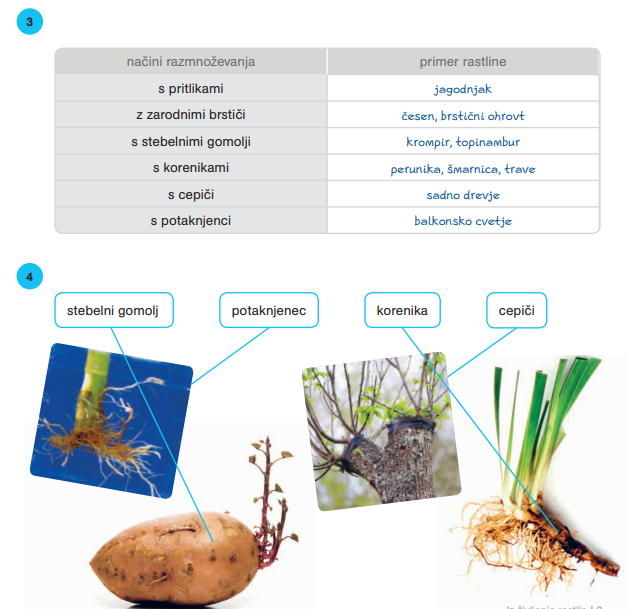 3
načini razmnoževanja primer rastline
s pritlikami jagodnjak
z zarodnimi brstiči česen, brstični ohrovt
s stebelnimi gomolji krompir, topinambur
s korenikami perunika, šmarnica, trave
s cepiči sadno drevje
s potaknjenci balkonsko cvetje
4
stebelni gomolj potaknjenec korenika cepiči